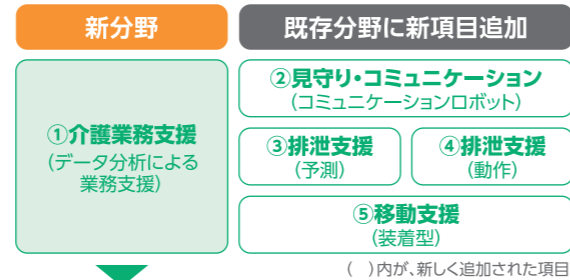 新分野
既存分野に新項目追加
①介護業務支援
(データ分析による
業務支援)
②見守り・コミュニケーション
(コミュニケーションロボット)
③排泄支援
(予測)
④排泄支援
(動作)
⑤移動支援
(装着型)
(　)内が、新しく追加された項目